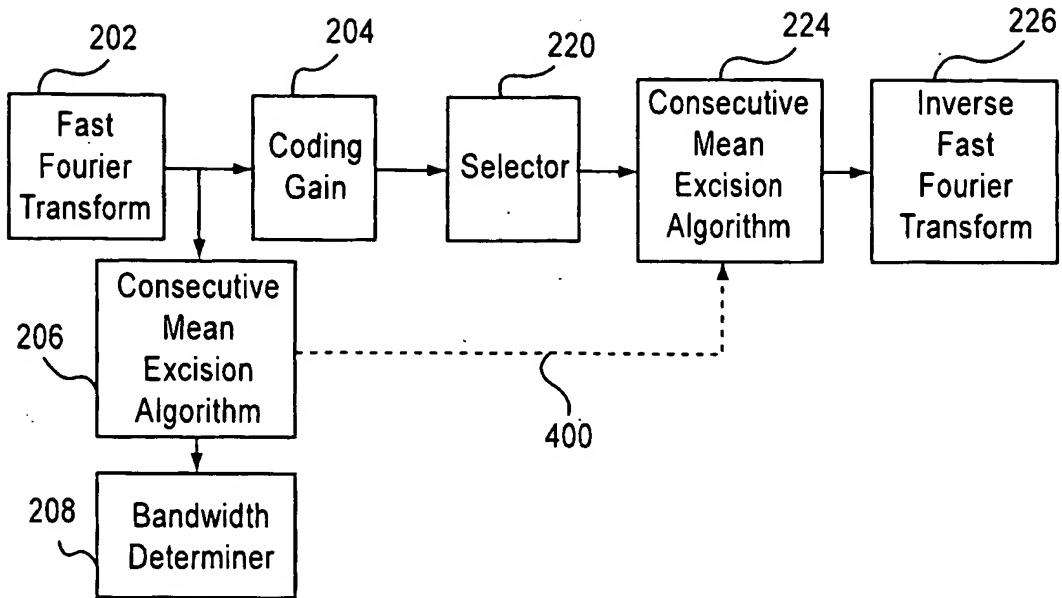 202
204
220
224
226
Fast
Fourier
Transform
Coding
Gain
Selector
Consecutive
Mean
Excision
Algorithm
Inverse
Fast
Fourier
Transform
206
Consecutive
Mean
Excision
Algorithm
400
208
Bandwidth
Determiner